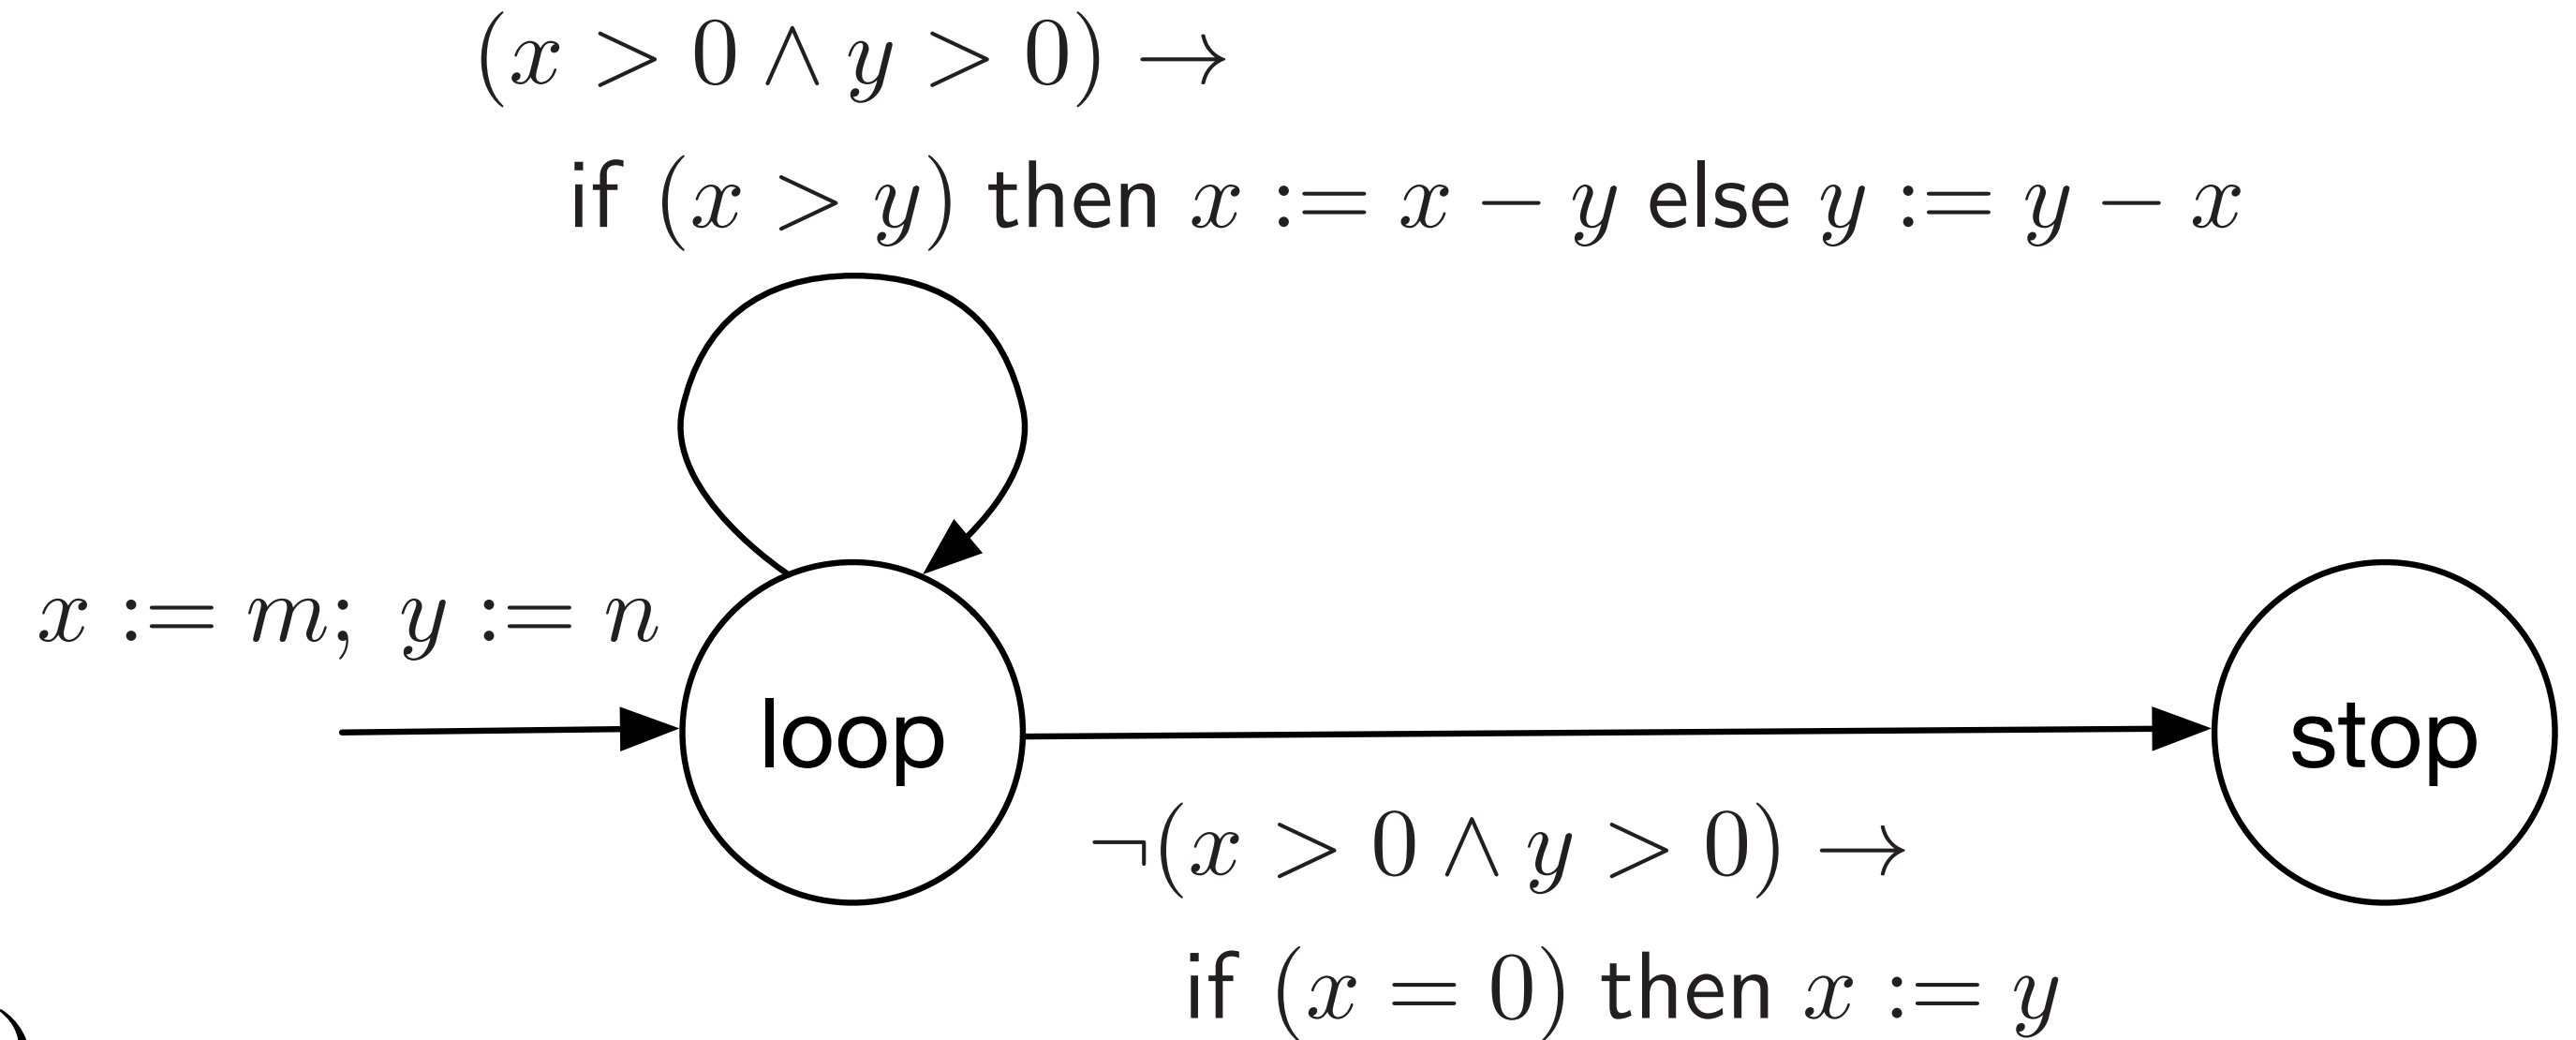 (x > 0 ∧ y > 0) →
if (x > y) then x := x − y else y := y − x
x := m; y := n
loop
stop
¬(x > 0 ∧ y > 0) →
if (x = 0) then x := y
)